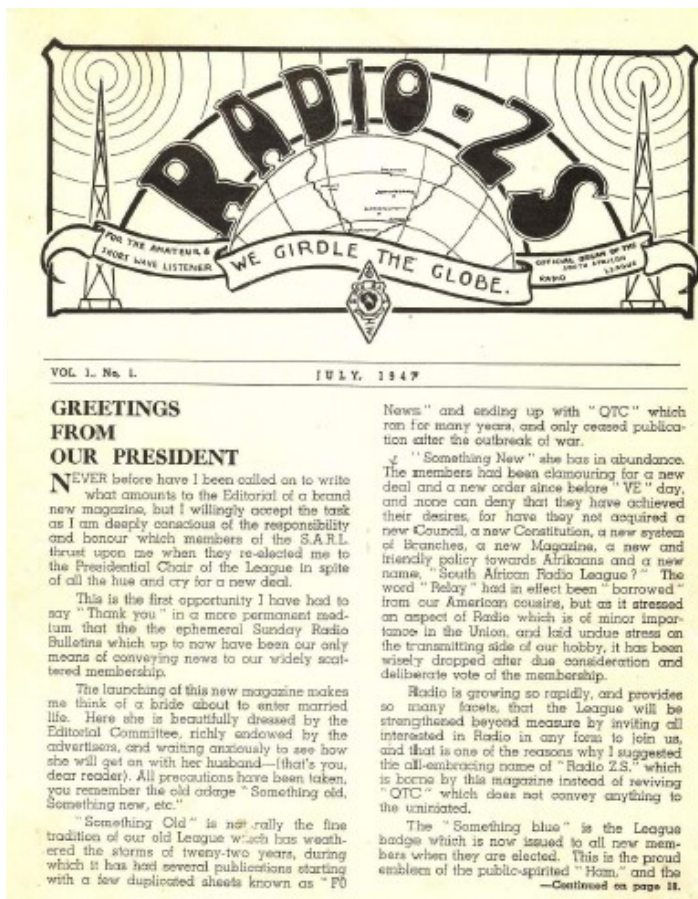 RADIO-ZS
FOR THE AMATEUR &
SHORT WAVE LISTENER
WE GIRDLE THE GLOBE.
OFFICIAL ORGAN OF THE
SOUTH AFRICAN
RADIO LEAGUE
VOL. 1., No. 1.
JULY, 1947
GREETINGS
FROM
OUR PRESIDENT
NEVER before have I been called on to write
what amounts to the Editorial of a brand
new magazine, but I willingly accept the task
as I am deeply conscious of the responsibility
and honour which members of the S.A.R.L.
thrust upon me when they re-elected me to
the Presidential Chair of the League in spite
of all the hue and cry for a new deal.
This is the first opportunity I have had to
say "Thank you" in a more permanent med-
ium that the the ephemeral Sunday Radio
Bulletins which up to now have been our only
means of conveying news to our widely scat-
tered membership.
The launching of this new magazine makes
me think of a bride about to enter married
life. Here she is beautifully dressed by the
Editorial Committee, richly endowed by the
advertisers, and waiting anxiously to see how
she will get on with her husband—(that's you,
dear reader). All precautions have been taken,
you remember the old adage "Something old,
Something new, etc."
"Something Old" is rally the fine
tradition of our old League which has weath-
ered the storms of tweny-two years, during
which it has had several publications starting
with a few duplicated sheets known as "F0
News." and ending up with "QTC" which
ran for many years, and only ceased publica-
tion after the outbreak of war.
"Something New" she has in abundance.
The members had been clamouring for a new
deal and a new order since before "VE" day,
and none can deny that they have achieved
their desires, for have they not acquired a
new Council, a new Constitution, a new system
of Branches, a new Magazine, a new and
friendly policy towards Afrikaans and a new
name, "South African Radio League?" The
word "Relay" had in effect been "borrowed"
from our American cousins, but as it stressed
an aspect of Radio which is of minor impor-
tance in the Union, and laid undue stress on
the transmitting side of our hobby, it has been
wisely dropped after due consideration and
deliberate vote of the membership.
Radio is growing so rapidly, and provides
so many facets, that the League will be
strengthened beyond measure by inviting all
interested in Radio in any form to join us,
and that is one of the reasons why I suggested
the all-embracing name of "Radio Z.S." which
is borne by this magazine instead of reviving
"QTC" which does not convey anything to
the uniniated.
The "Something blue" is the League
badge which is now issued to all new mem-
bers when they are elected. This is the proud
emblem of the public-spirited "Ham," and the
—Continued on page 18.